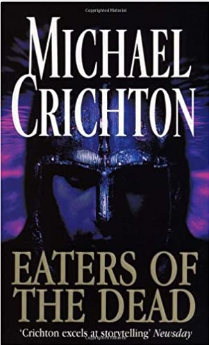 MICHAEL
CRICHTON
EATERS OF
THE DEAD
'Crichton excels at storytelling' Newsday